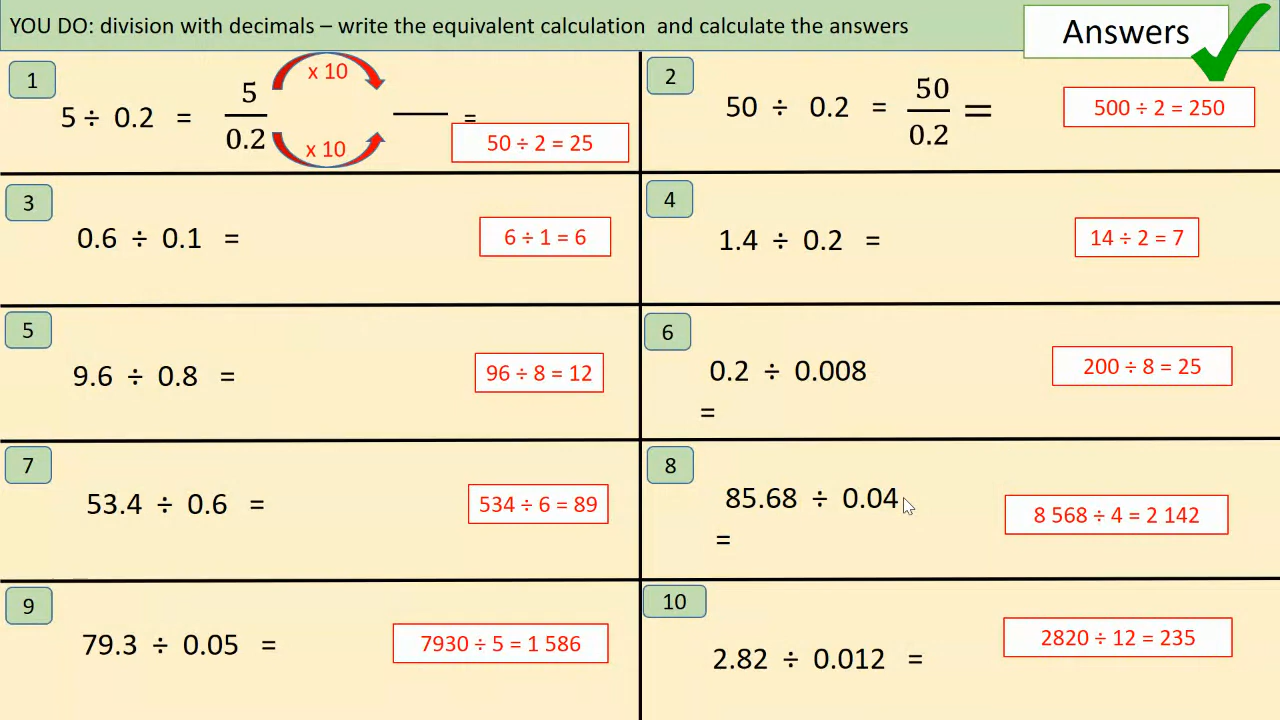 YOU DO: division with decimals – write the equivalent calculation and calculate the answers
Answers
1
5 ÷ 0.2 = 5/0.2 =
x 10
x 10
50 ÷ 2 = 25
2
50 ÷ 0.2 = 50/0.2 =
500 ÷ 2 = 250
3
0.6 ÷ 0.1 =
6 ÷ 1 = 6
4
1.4 ÷ 0.2 =
14 ÷ 2 = 7
5
9.6 ÷ 0.8 =
96 ÷ 8 = 12
6
0.2 ÷ 0.008
=
200 ÷ 8 = 25
7
53.4 ÷ 0.6 =
534 ÷ 6 = 89
8
85.68 ÷ 0.04
=
8 568 ÷ 4 = 2 142
9
79.3 ÷ 0.05 =
7930 ÷ 5 = 1 586
10
2.82 ÷ 0.012 =
2820 ÷ 12 = 235